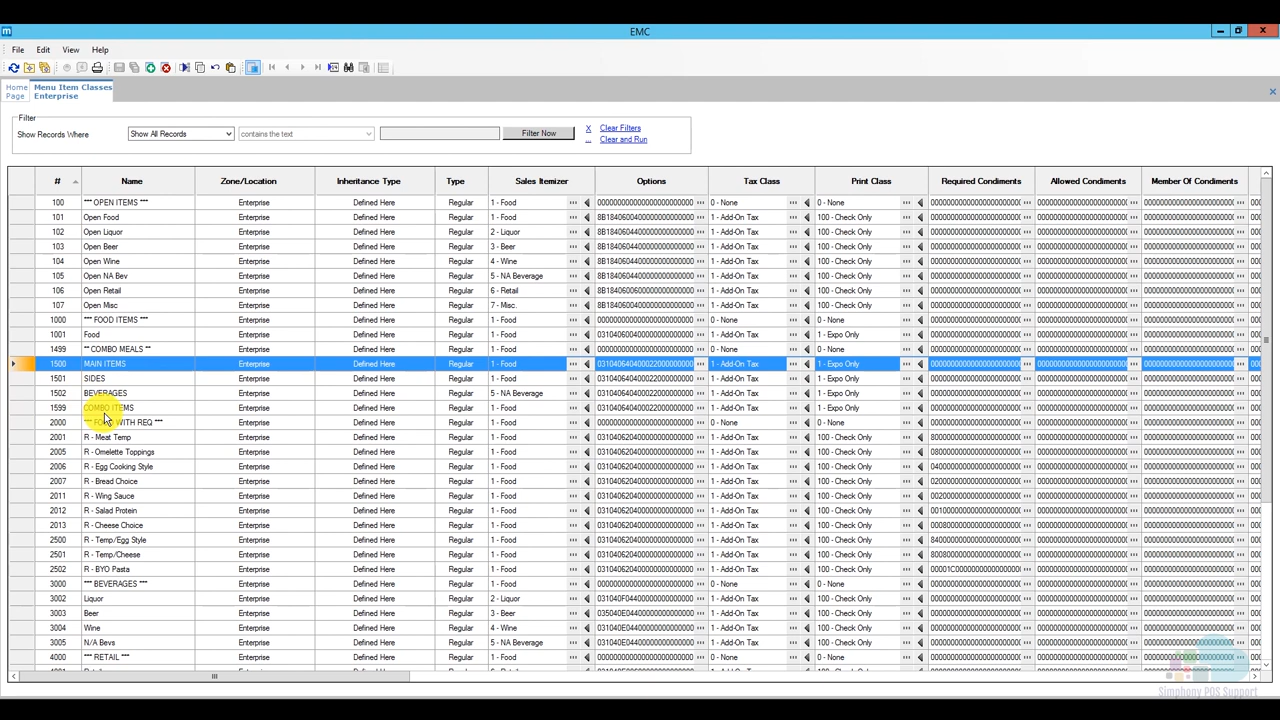 EMC
File Edit View Help
Home Page
Menu Item Classes Enterprise
Filter
Show Records Where Show All Records contains the text Filter Now X Clear Filters
... Clear and Run
# Name Zone/Location Inheritance Type Type Sales Itemizer Options Tax Class Print Class Required Condiments Allowed Condiments Member Of Condiments
100 *** OPEN ITEMS *** Enterprise Defined Here Regular 1 - Food 0 - None 0 - None
101 Open Food Enterprise Defined Here Regular 1 - Food 1 - Add-On Tax 100 - Check Only
102 Open Liquor Enterprise Defined Here Regular 2 - Liquor 1 - Add-On Tax 100 - Check Only
103 Open Beer Enterprise Defined Here Regular 3 - Beer 1 - Add-On Tax 100 - Check Only
104 Open Wine Enterprise Defined Here Regular 4 - Wine 1 - Add-On Tax 100 - Check Only
105 Open NA Bev Enterprise Defined Here Regular 5 - NA Beverage 1 - Add-On Tax 100 - Check Only
106 Open Retail Enterprise Defined Here Regular 6 - Retail 1 - Add-On Tax 100 - Check Only
107 Open Misc Enterprise Defined Here Regular 7 - Misc. 1 - Add-On Tax 100 - Check Only
1000 *** FOOD ITEMS *** Enterprise Defined Here Regular 1 - Food 0 - None 0 - None
1001 Food Enterprise Defined Here Regular 1 - Food 1 - Add-On Tax 1 - Expo Only
1499 ** COMBO MEALS ** Enterprise Defined Here Regular 1 - Food 0 - None 0 - None
1500 MAIN ITEMS Enterprise Defined Here Regular 1 - Food 1 - Add-On Tax 1 - Expo Only
1501 SIDES Enterprise Defined Here Regular 1 - Food 1 - Add-On Tax 1 - Expo Only
1502 BEVERAGES Enterprise Defined Here Regular 5 - NA Beverage 1 - Add-On Tax 1 - Expo Only
1599 COMBO ITEMS Enterprise Defined Here Regular 1 - Food 1 - Add-On Tax 1 - Expo Only
2000 *** FOOD WITH REQ *** Enterprise Defined Here Regular 1 - Food 0 - None 0 - None
2001 R - Meat Temp Enterprise Defined Here Regular 1 - Food 1 - Add-On Tax 100 - Check Only
2005 R - Omelette Toppings Enterprise Defined Here Regular 1 - Food 1 - Add-On Tax 100 - Check Only
2006 R - Egg Cooking Style Enterprise Defined Here Regular 1 - Food 1 - Add-On Tax 100 - Check Only
2007 R - Bread Choice Enterprise Defined Here Regular 1 - Food 1 - Add-On Tax 100 - Check Only
2011 R - Wing Sauce Enterprise Defined Here Regular 1 - Food 1 - Add-On Tax 100 - Check Only
2012 R - Salad Protein Enterprise Defined Here Regular 1 - Food 1 - Add-On Tax 100 - Check Only
2013 R - Cheese Choice Enterprise Defined Here Regular 1 - Food 1 - Add-On Tax 100 - Check Only
2500 R - Temp/Egg Style Enterprise Defined Here Regular 1 - Food 1 - Add-On Tax 100 - Check Only
2501 R - Temp/Cheese Enterprise Defined Here Regular 1 - Food 1 - Add-On Tax 100 - Check Only
2502 R - BYO Pasta Enterprise Defined Here Regular 1 - Food 1 - Add-On Tax 100 - Check Only
3000 *** BEVERAGES *** Enterprise Defined Here Regular 1 - Food 0 - None 0 - None
3002 Liquor Enterprise Defined Here Regular 2 - Liquor 1 - Add-On Tax 100 - Check Only
3003 Beer Enterprise Defined Here Regular 3 - Beer 1 - Add-On Tax 100 - Check Only
3004 Wine Enterprise Defined Here Regular 4 - Wine 1 - Add-On Tax 100 - Check Only
3005 N/A Bevs Enterprise Defined Here Regular 5 - NA Beverage 1 - Add-On Tax 100 - Check Only
4000 *** RETAIL *** Enterprise Defined Here Regular 1 - Food 0 - None 0 - None
Simphony POS Support